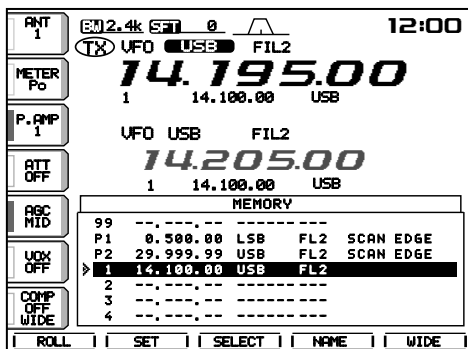 ANT 1
BW 2.4k SFT 0
12:00
TX VFO USB FIL2
METER Po
14.195.00
1 14.100.00 USB
P.AMP 1
VFO USB FIL2
14.205.00
ATT OFF
1 14.100.00 USB
MEMORY
AGC MID
99 --.---.-- ------ ---
P1 0.500.00 LSB FL2 SCAN EDGE
VOX OFF
P2 29.999.99 USB FL2 SCAN EDGE
1 14.100.00 USB FL2
2 --.---.-- ------ ---
COMP OFF WIDE
3 --.---.-- ------ ---
4 --.---.-- ------ ---
ROLL SET SELECT NAME WIDE